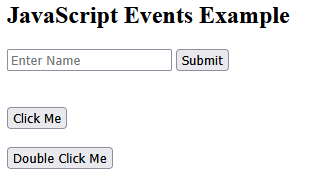 JavaScript Events Example
Enter Name Submit
Click Me
Double Click Me